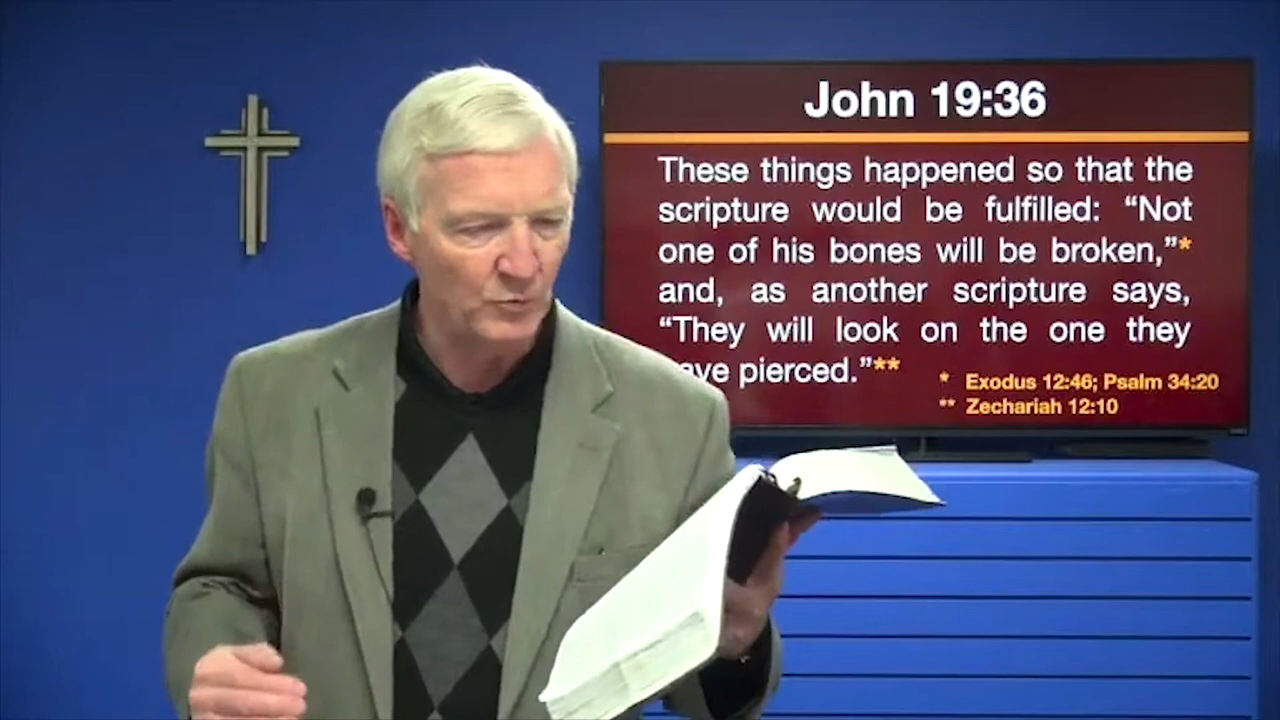 John 19:36
These things happened so that the
scripture would be fulfilled: “Not
one of his bones will be broken,”*
and, as another scripture says,
“They will look on the one they
ave pierced.”**
* Exodus 12:46; Psalm 34:20
** Zechariah 12:10